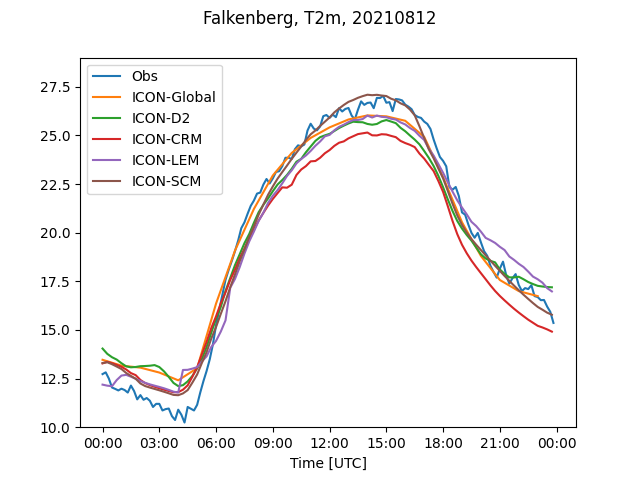 Falkenberg, T2m, 20210812
27.5
25.0
22.5
20.0
17.5
15.0
12.5
10.0
Obs
ICON-Global
ICON-D2
ICON-CRM
ICON-LEM
ICON-SCM
00:00 03:00 06:00 09:00 12:00 15:00 18:00 21:00 00:00
Time [UTC]